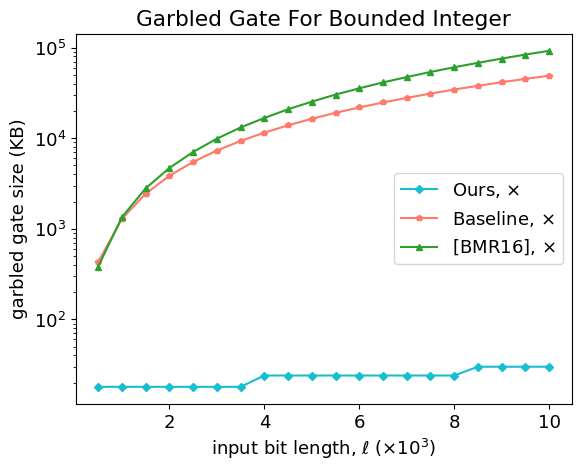 Garbled Gate For Bounded Integer
garbled gate size (KB)
10⁵
10⁴
10³
10²
Ours, ×
Baseline, ×
[BMR16], ×
2 4 6 8 10
input bit length, ℓ (×10³)